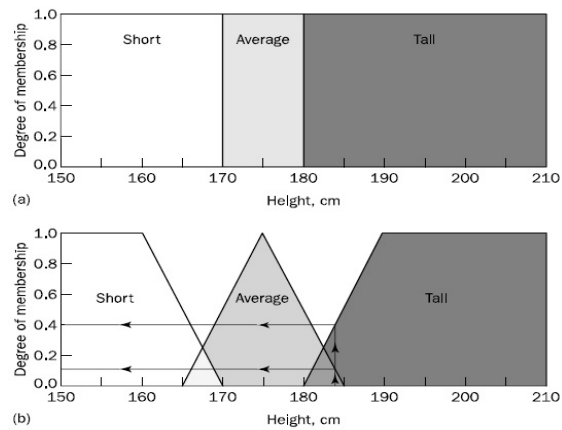 1.0
0.8
0.6
0.4
0.2
0.0
Degree of membership
Short Average Tall
150 160 170 180 190 200 210
Height, cm
(a)
1.0
0.8
0.6
0.4
0.2
0.0
Degree of membership
Short Average Tall
150 160 170 180 190 200 210
Height, cm
(b)